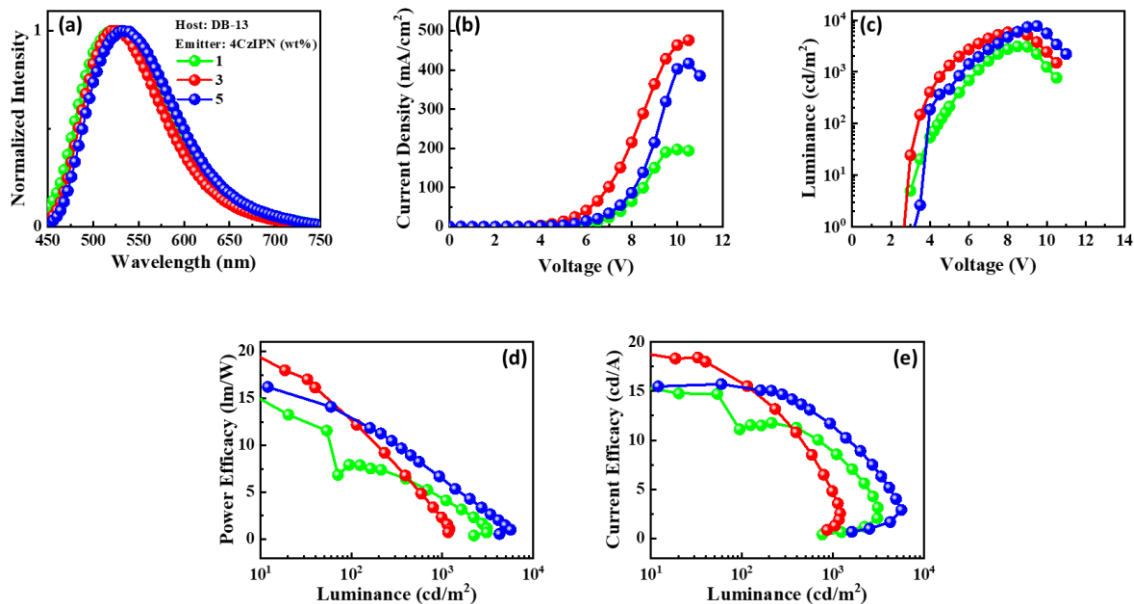 (a)
Host: DB-13
Emitter: 4CzIPN (wt%)
1
3
5
Normalized Intensity
1
0
450 500 550 600 650 700 750
Wavelength (nm)
(b)
Current Density (mA/cm²)
500
400
300
200
100
0
0 2 4 6 8 10 12
Voltage (V)
(c)
Luminance (cd/m²)
10⁴
10³
10²
10¹
10⁰
0 2 4 6 8 10 12 14
Voltage (V)
(d)
Power Efficacy (lm/W)
20
15
10
5
0
10¹ 10² 10³ 10⁴
Luminance (cd/m²)
(e)
Current Efficacy (cd/A)
20
15
10
5
0
10¹ 10² 10³ 10⁴
Luminance (cd/m²)